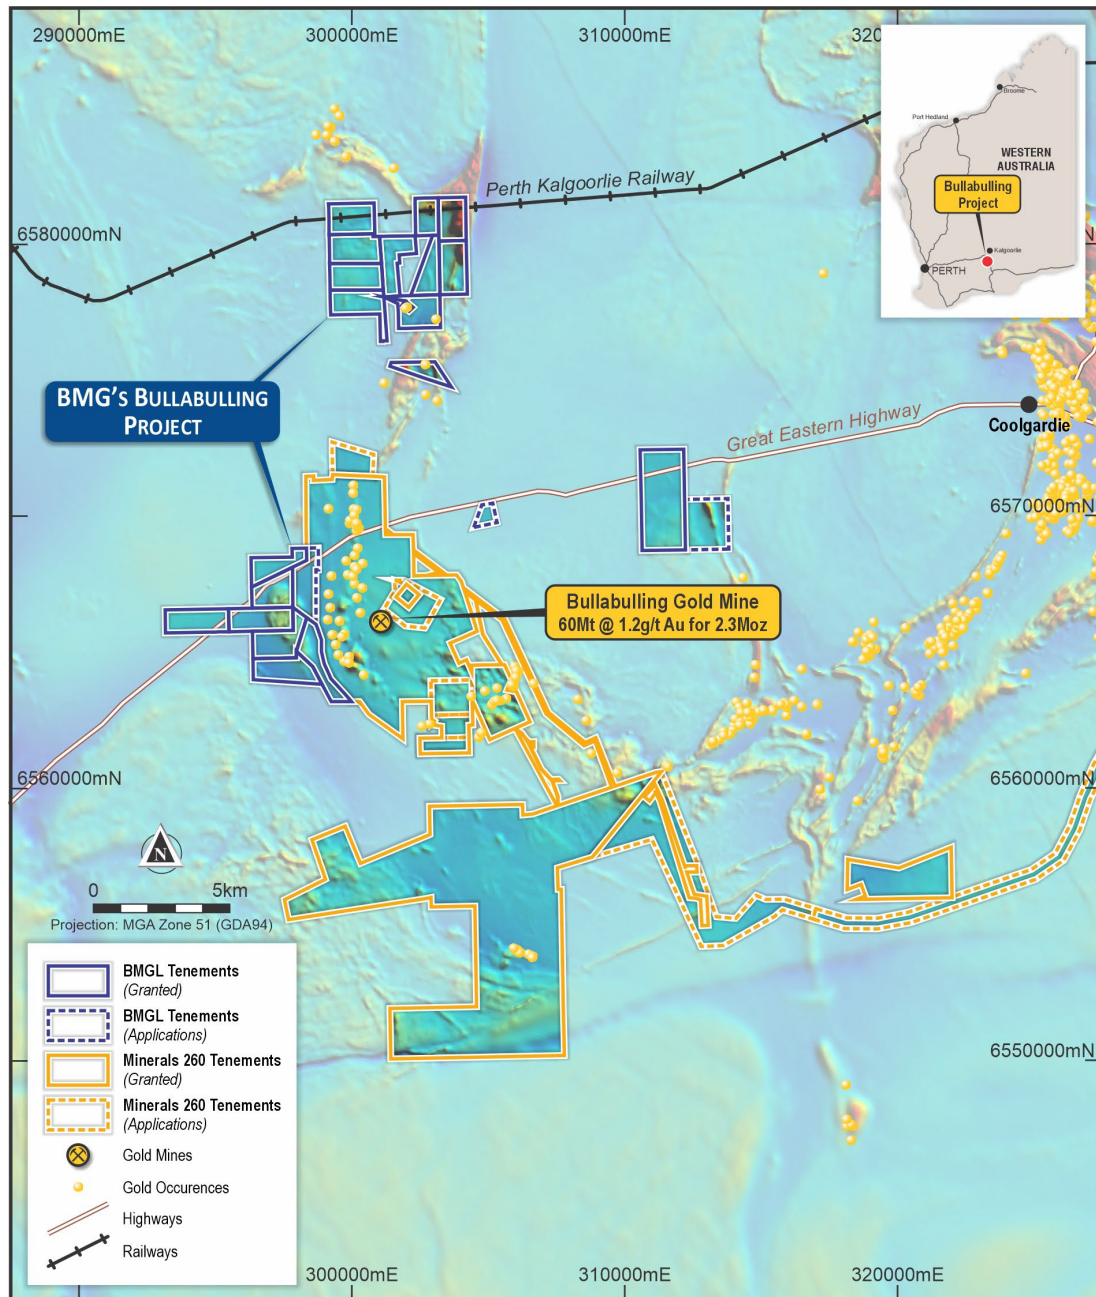 290000mE
300000mE
310000mE
320
Broome
Port Hedland
WESTERN
AUSTRALIA
Bullabulling
Project
Kalgoorlie
PERTH
Perth Kalgoorlie Railway
6580000mN
BMG'S BULLABULLING
PROJECT
Great Eastern Highway
Coolgardie
6570000mN
Bullabulling Gold Mine
60Mt @ 1.2g/t Au for 2.3Moz
6560000mN
6560000mN
N
0 5km
Projection: MGA Zone 51 (GDA94)
BMGL Tenements
(Granted)
BMGL Tenements
(Applications)
Minerals 260 Tenements
(Granted)
Minerals 260 Tenements
(Applications)
Gold Mines
Gold Occurences
Highways
Railways
6550000mN
300000mE
310000mE
320000mE